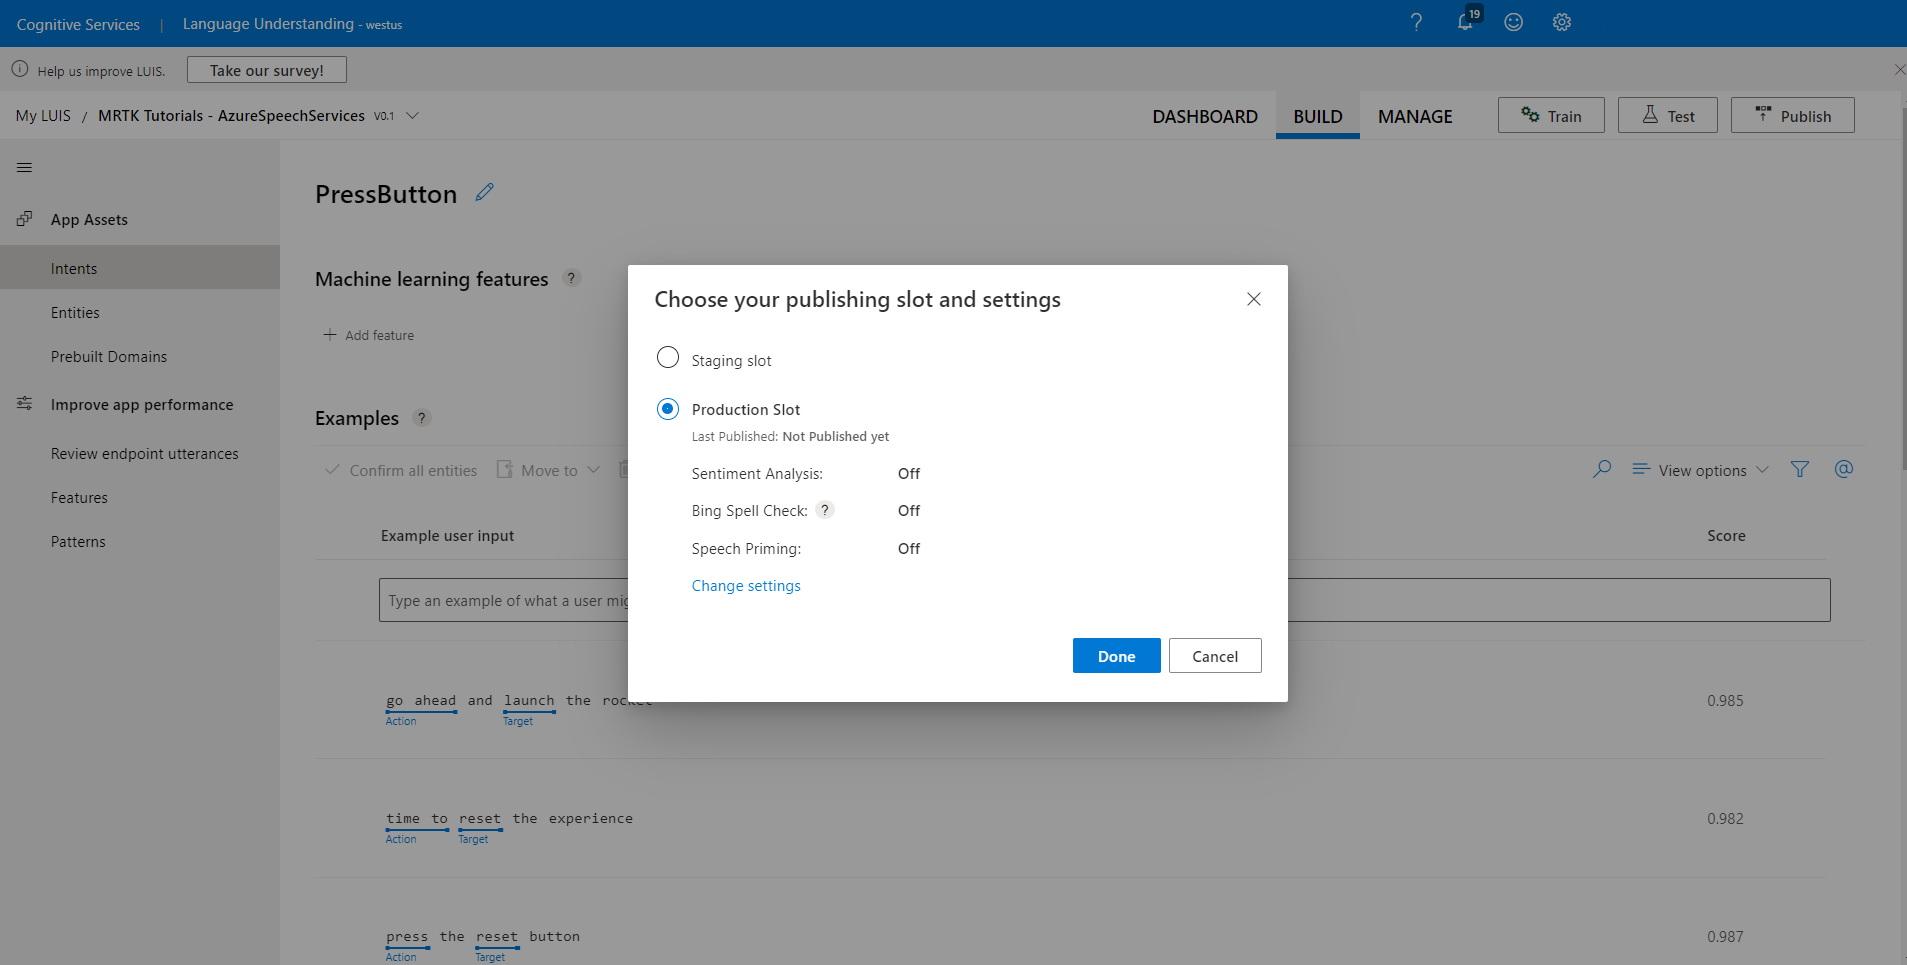 Cognitive Services | Language Understanding - westus ? 19
Help us improve LUIS. Take our survey!
My LUIS / MRTK Tutorials - AzureSpeechServices V0.1 DASHBOARD BUILD MANAGE Train Test Publish
PressButton
App Assets
Intents
Machine learning features ?
Entities
Add feature
Prebuilt Domains
Improve app performance
Examples ?
Review endpoint utterances
Confirm all entities Move to View options @
Features
Example user input Score
Patterns
Type an example of what a user mig
go ahead and launch the rocket 0.985
Action Target
time to reset the experience 0.982
Action Target
press the reset button 0.987
Action Target
Choose your publishing slot and settings
Staging slot
Production Slot
Last Published: Not Published yet
Sentiment Analysis: Off
Bing Spell Check: ? Off
Speech Priming: Off
Change settings
Done Cancel